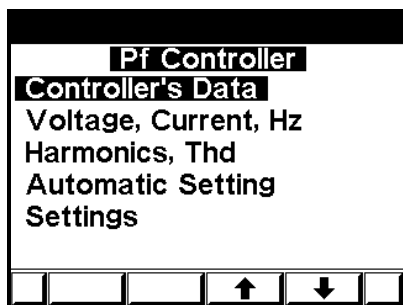 Pf Controller
Controller's Data
Voltage, Current, Hz
Harmonics, Thd
Automatic Setting
Settings